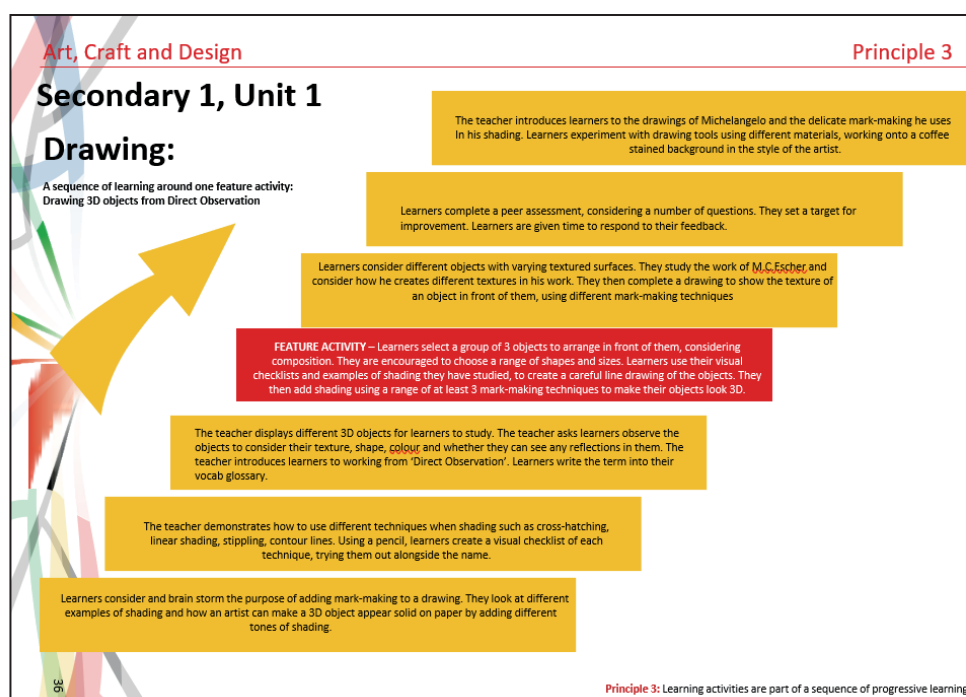 Art, Craft and Design
Principle 3
Secondary 1, Unit 1
Drawing:
A sequence of learning around one feature activity:
Drawing 3D objects from Direct Observation
The teacher introduces learners to the drawings of Michelangelo and the delicate mark-making he uses
In his shading. Learners experiment with drawing tools using different materials, working onto a coffee
stained background in the style of the artist.
Learners complete a peer assessment, considering a number of questions. They set a target for
improvement. Learners are given time to respond to their feedback.
Learners consider different objects with varying textured surfaces. They study the work of M.C.Escher and
consider how he creates different textures in his work. They then complete a drawing to show the texture of
an object in front of them, using different mark-making techniques
FEATURE ACTIVITY – Learners select a group of 3 objects to arrange in front of them, considering
composition. They are encouraged to choose a range of shapes and sizes. Learners use their visual
checklists and examples of shading they have studied, to create a careful line drawing of the objects. They
then add shading using a range of at least 3 mark-making techniques to make their objects look 3D.
The teacher displays different 3D objects for learners to study. The teacher asks learners observe the
objects to consider their texture, shape, colour and whether they can see any reflections in them. The
teacher introduces learners to working from 'Direct Observation'. Learners write the term into their
vocab glossary.
The teacher demonstrates how to use different techniques when shading such as cross-hatching,
linear shading, stippling, contour lines. Using a pencil, learners create a visual checklist of each
technique, trying them out alongside the name.
Learners consider and brain storm the purpose of adding mark-making to a drawing. They look at different
examples of shading and how an artist can make a 3D object appear solid on paper by adding different
tones of shading.
36
Principle 3: Learning activities are part of a sequence of progressive learning